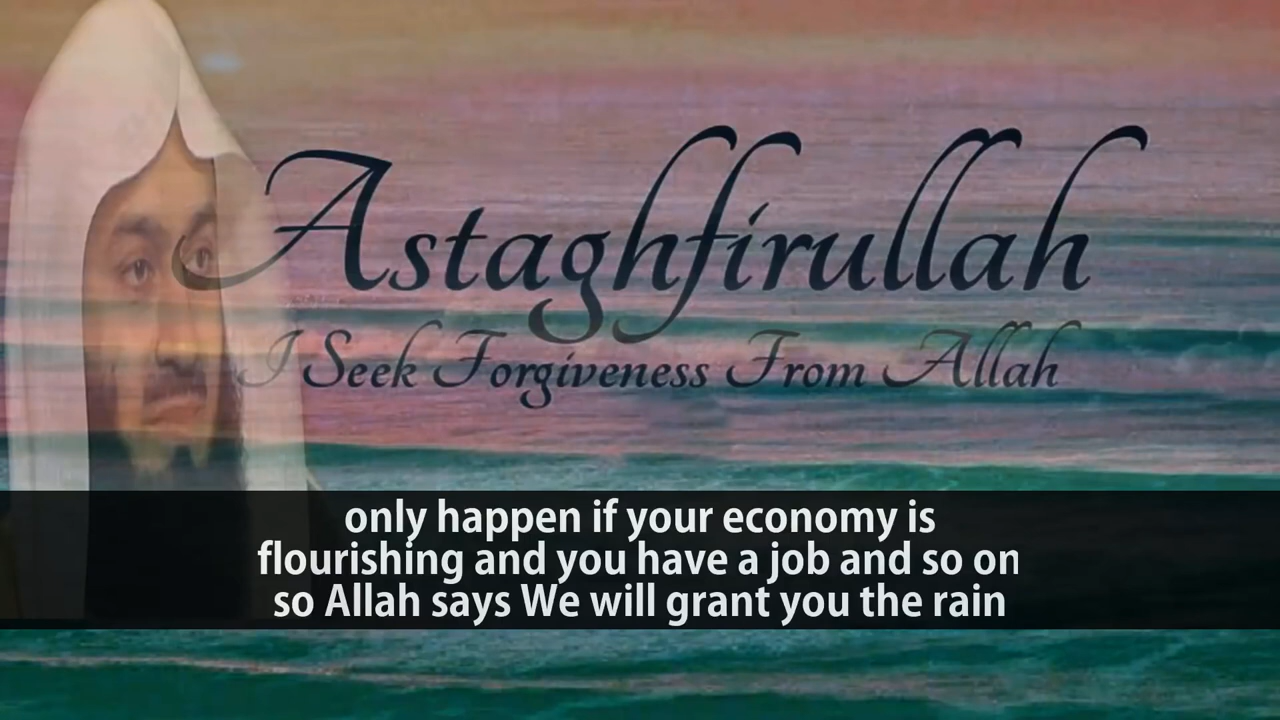 Astaghfirullah
I Seek Forgiveness From Allah
only happen if your economy is
flourishing and you have a job and so on
so Allah says We will grant you the rain